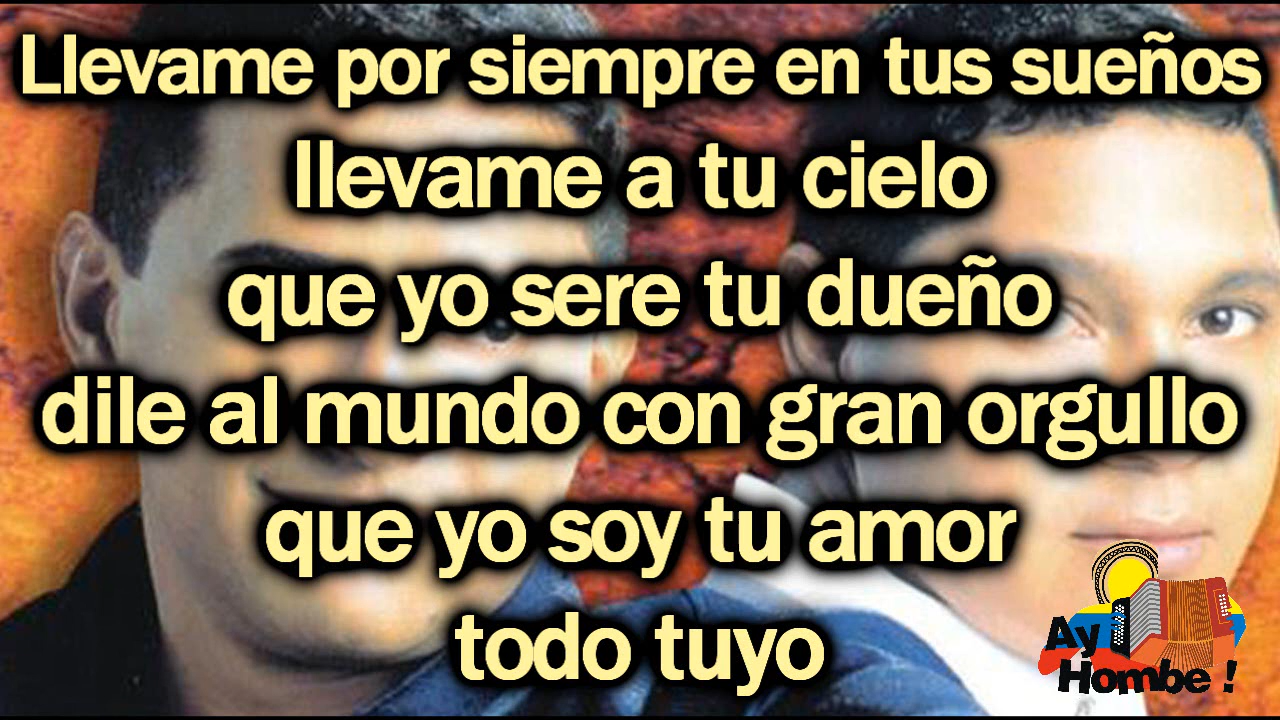 Llevame por siempre en tus sueños
llevame a tu cielo
que yo sere tu dueño
dile al mundo con gran orgullo
que yo soy tu amor
todo tuyo
Ay
Hombe !